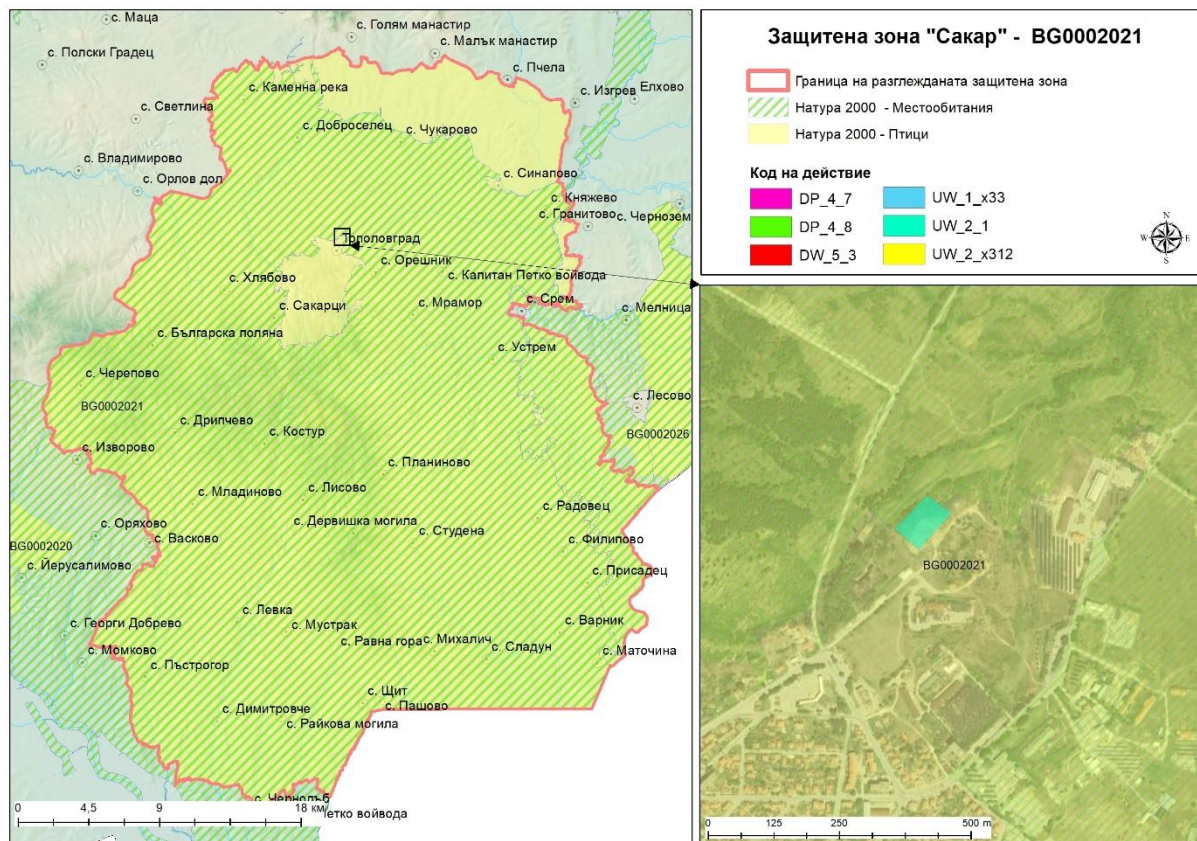 с. Маца
с. Голям манастир
с. Малък манастир
с. Полски Градец
с. Пчела
с. Каменна река
с. Изгрев
Елхово
с. Светлина
с. Доброселец
с. Чукарово
с. Владимирово
с. Орлов дол
с. Синапово
с. Княжево
с. Гранитово
с. Чернозем
Тополовград
с. Орешник
с. Хлябово
с. Капитан Петко войвода
с. Сакарци
с. Мрамор
с. Срем
с. Мелница
с. Българска поляна
с. Устрем
с. Черепово
BG0002021
с. Лесово
с. Дрипчево
с. Костур
BG0002026
с. Изворово
с. Планиново
с. Младиново
с. Лисово
с. Радовец
с. Оряхово
с. Дервишка могила
с. Студена
с. Васково
с. Филипово
BG0002020
с. Йерусалимово
с. Присадец
с. Левка
с. Мустрак
с. Варник
с. Георги Добрево
с. Равна гора
с. Михалич
с. Сладун
с. Маточина
с. Момково
с. Пъстрогор
с. Щит
с. Пашово
с. Димитровче
с. Райкова могила
с. Чернодъб
Петко войвода
0 4,5 9 18 км
Защитена зона "Сакар" - BG0002021
Граница на разглежданата защитена зона
Натура 2000 - Местообитания
Натура 2000 - Птици
Код на действие
DP_4_7
UW_1_x33
DP_4_8
UW_2_1
DW_5_3
UW_2_x312
N
W
E
S
BG0002021
0 125 250 500 m